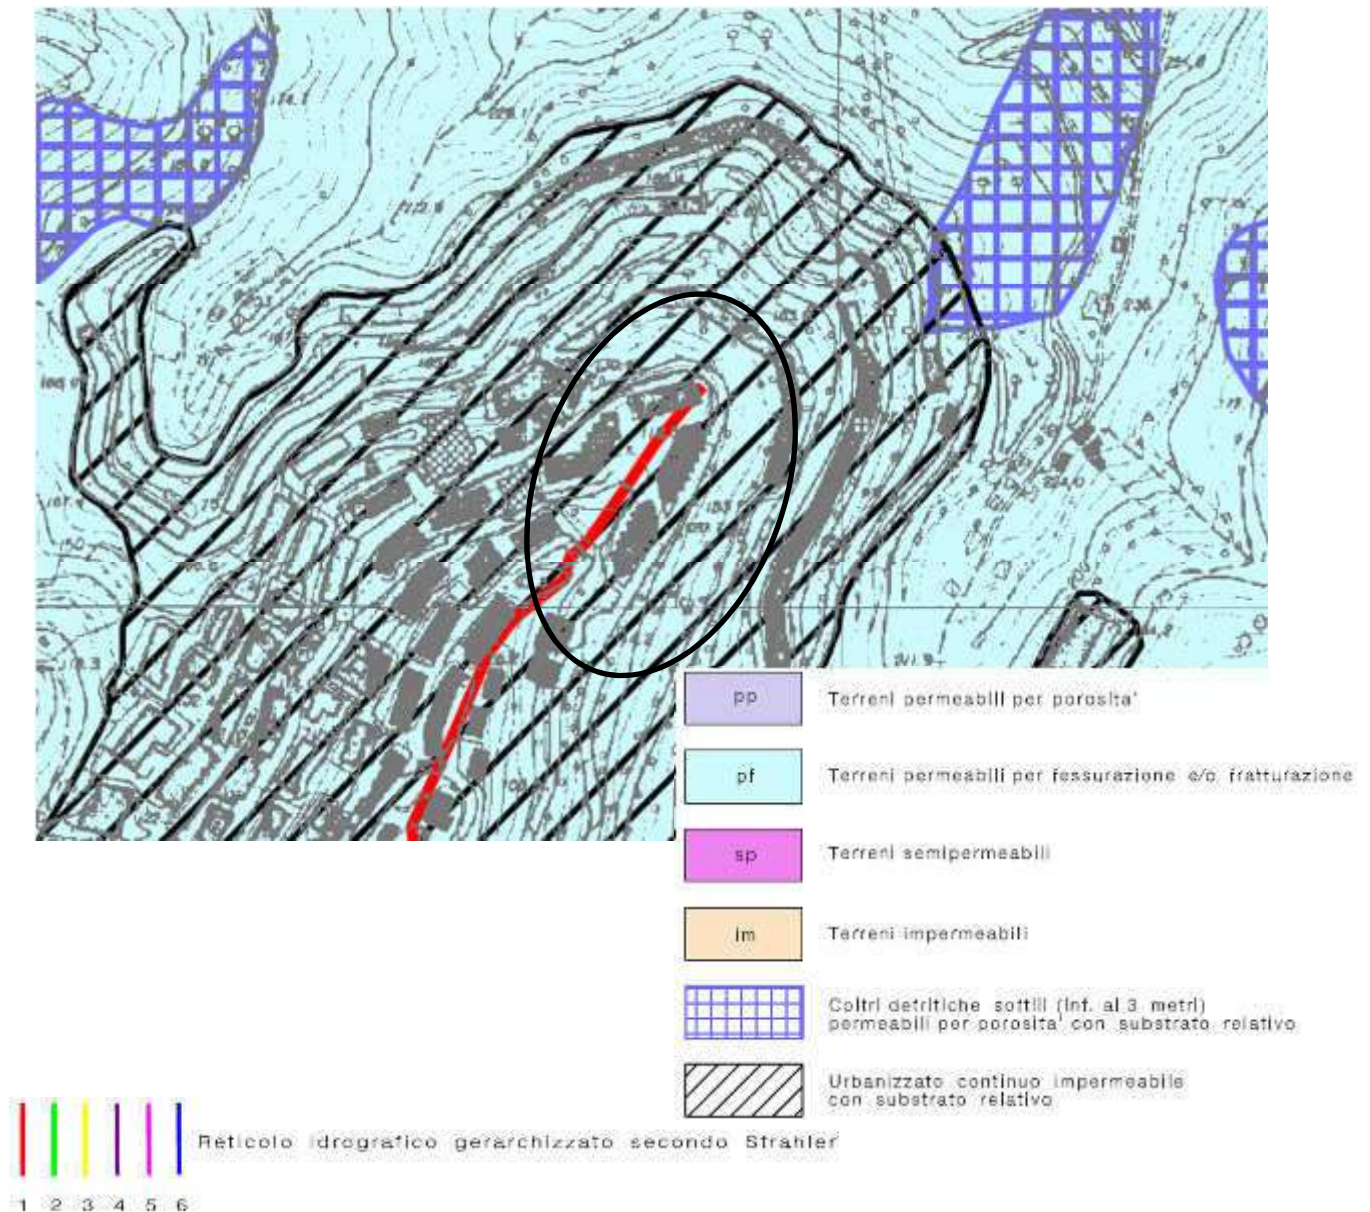 pp
Terreni permeabili per porosita'
pf
Terreni permeabili per fessurazione e/o fratturazione
sp
Terreni semipermeabili
im
Terreni impermeabili
Coltri detritiche sottili (inf. ai 3 metri)
permeabili per porosita' con substrato relativo
Urbanizzato continuo impermeabile
con substrato relativo
Reticolo idrografico gerarchizzato secondo Strahler
1 2 3 4 5 6